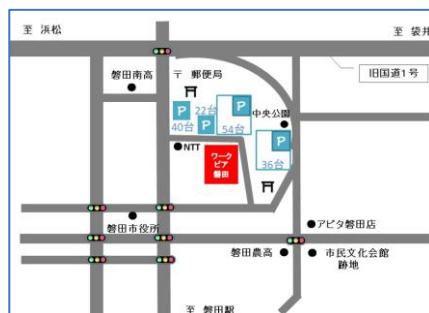 至 浜松
至 袋井
旧国道1号
磐田南高
〒 郵便局
中央公園
P
22台
P
40台
P
P
54台
P
36台
NTT
ワーク
ピア
磐田
磐田市役所
アピタ磐田店
磐田農高
市民文化会館
跡地
至 磐田駅